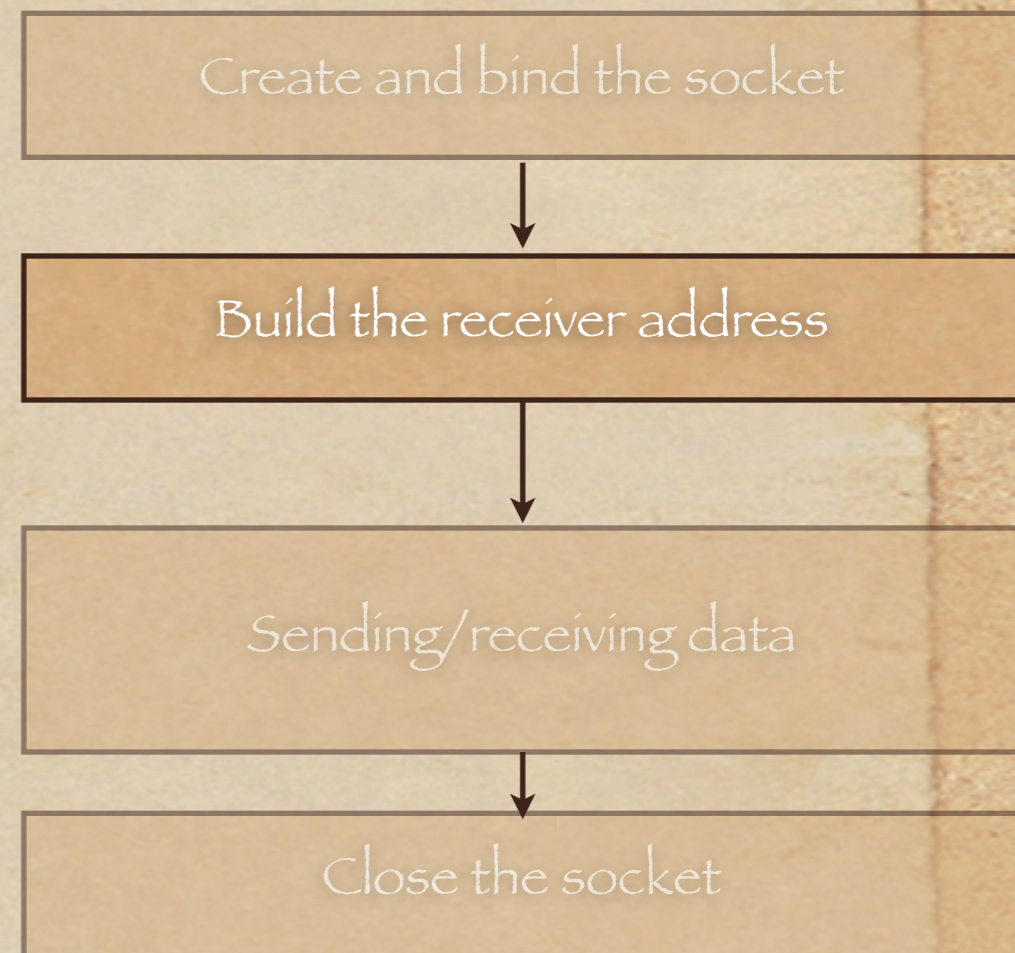 Create and bind the socket
Build the receiver address
Sending/receiving data
Close the socket